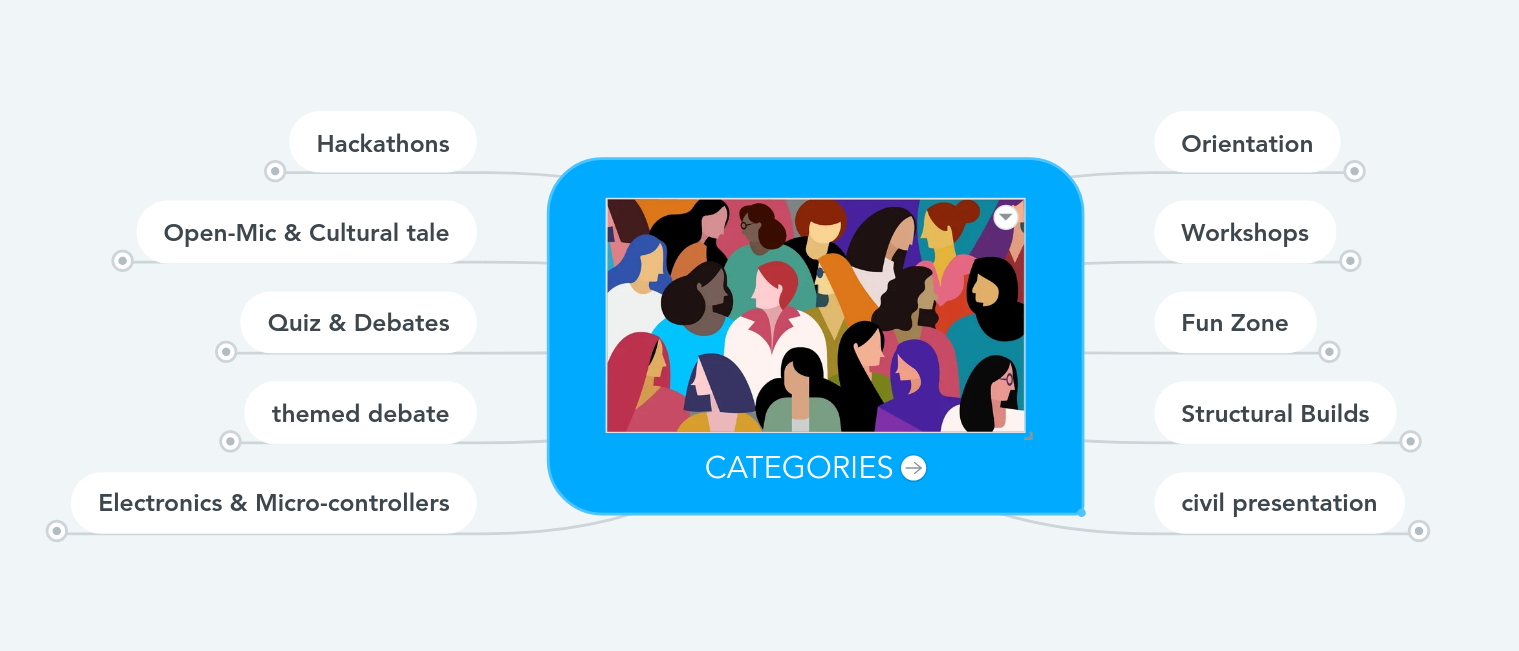 Hackathons
Open-Mic & Cultural tale
Quiz & Debates
themed debate
Electronics & Micro-controllers
CATEGORIES
Orientation
Workshops
Fun Zone
Structural Builds
civil presentation